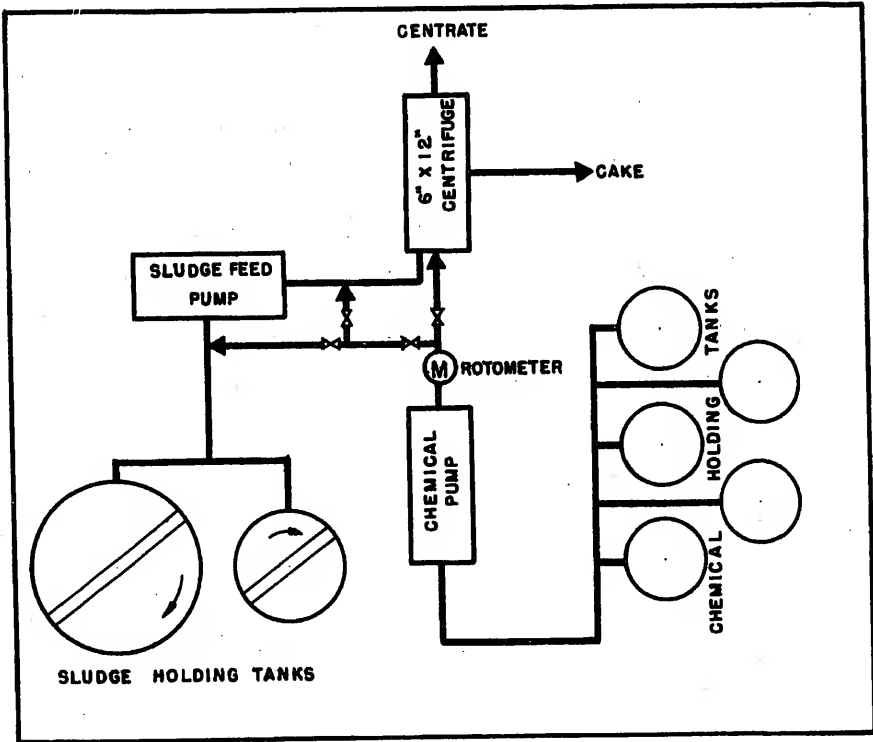 CENTRATE
6" X 12"
CENTRIFUGE
CAKE
SLUDGE FEED
PUMP
M
ROTOMETER
CHEMICAL
PUMP
CHEMICAL HOLDING TANKS
SLUDGE HOLDING TANKS